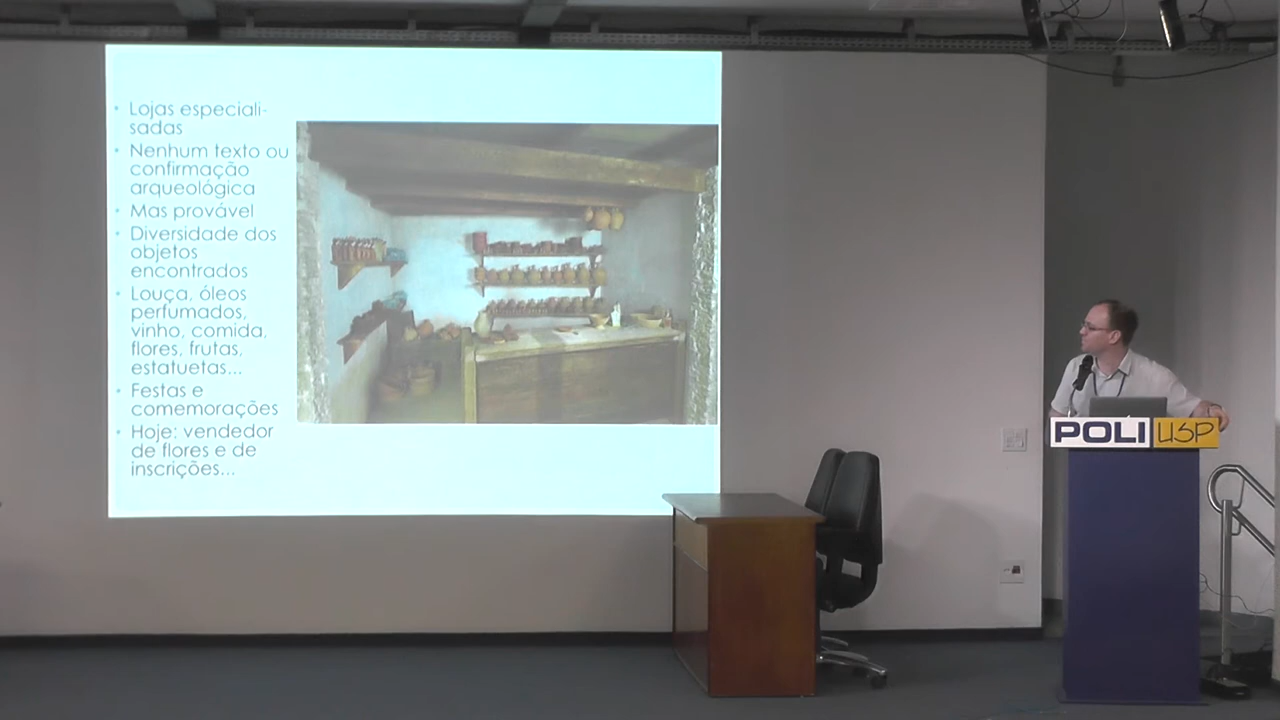 Lojas especiali-
sadas
Nenhum texto ou
confirmação
arqueológica
Mas provável
Diversidade dos
objetos
encontrados
Louça, óleos
perfumados,
vinho, comida,
flores, frutas,
estatuetas...
Festas e
comemorações
Hoje: vendedor
de flores e de
inscrições...
POLI USP